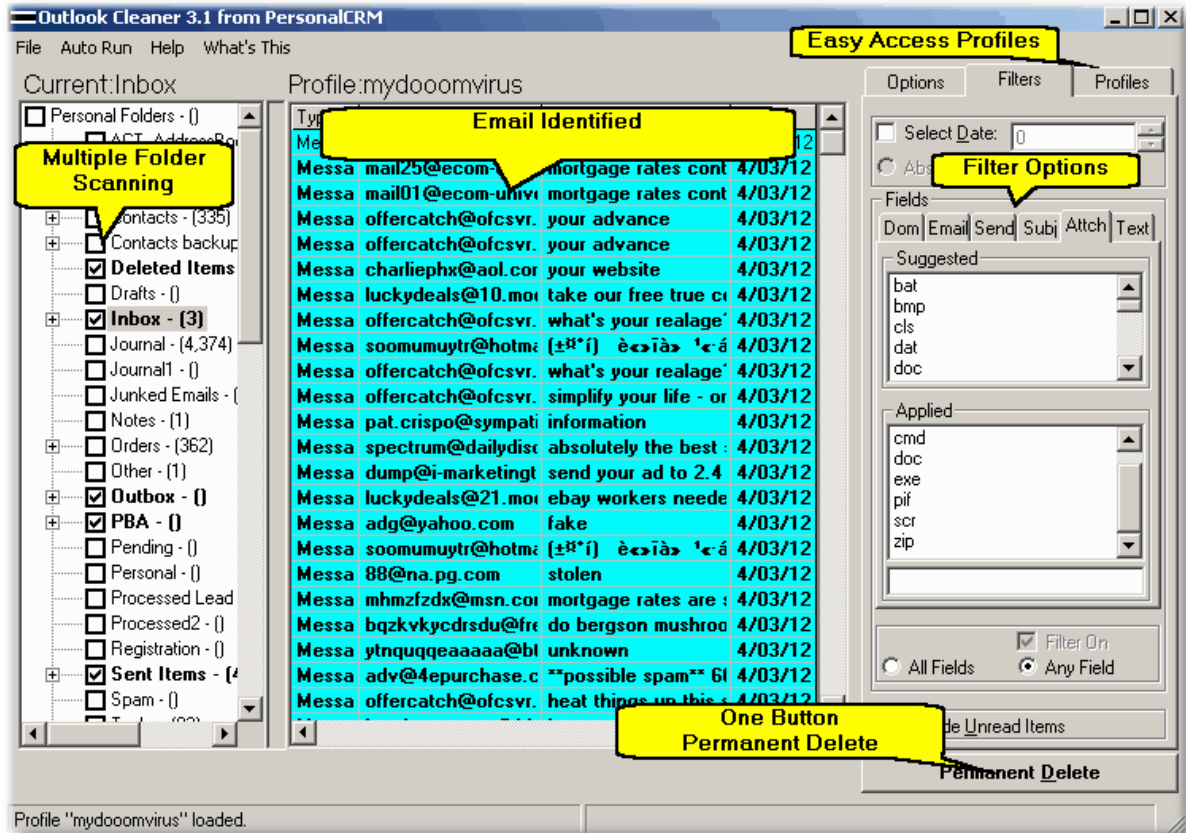 Outlook Cleaner 3.1 from PersonalCRM
File Auto Run Help What's This
Easy Access Profiles
Current:Inbox
Profile:mydooomvirus
Options Filters Profiles
Personal Folders - ()
Multiple Folder
Scanning
Contacts - (335)
Contacts backup
Deleted Items
Drafts - ()
Inbox - (3)
Journal - (4,374)
Journal1 - ()
Junked Emails - (
Notes - (1)
Orders - (362)
Other - (1)
Outbox - ()
PBA - ()
Pending - ()
Personal - ()
Processed Lead
Processed2 - ()
Registration - ()
Sent Items - (4
Spam - ()
Email Identified
Messa mail25@ecom- mortgage rates cont 4/03/12
Messa mail01@ecom-unive mortgage rates cont 4/03/12
Messa offercatch@ofcsvr. your advance 4/03/12
Messa offercatch@ofcsvr. your advance 4/03/12
Messa charliephx@aol.cor your website 4/03/12
Messa luckydeals@10.mo take our free true c 4/03/12
Messa offercatch@ofcsvr. what's your realage 4/03/12
Messa soomumuytr@hotma 4/03/12
Messa offercatch@ofcsvr. what's your realage 4/03/12
Messa offercatch@ofcsvr. simplify your life - or 4/03/12
Messa pat.crispo@sympati information 4/03/12
Messa spectrum@dailydisc absolutely the best 4/03/12
Messa dump@i-marketingt send your ad to 2.4 4/03/12
Messa luckydeals@21.mo ebay workers neede 4/03/12
Messa adg@yahoo.com fake 4/03/12
Messa soomumuytr@hotma 4/03/12
Messa 88@na.pg.com stolen 4/03/12
Messa mhmzfzdx@msn.co mortgage rates are 4/03/12
Messa bqzkvkycdrsdu@fre do bergson mushroo 4/03/12
Messa ytnquqqeaaaaa@bl unknown 4/03/12
Messa adv@4epurchase.c **possible spam** 6 4/03/12
Messa offercatch@ofcsvr. heat things up this 4/03/12
Select Date: 0
Filter Options
Fields
Dom Email Send Subj Attch Text
Suggested
bat
bmp
cls
dat
doc
Applied
cmd
doc
exe
pif
scr
zip
Filter On
All Fields Any Field
One Button
Permanent Delete
Unread Items
Permanent Delete
Profile "mydooomvirus" loaded.